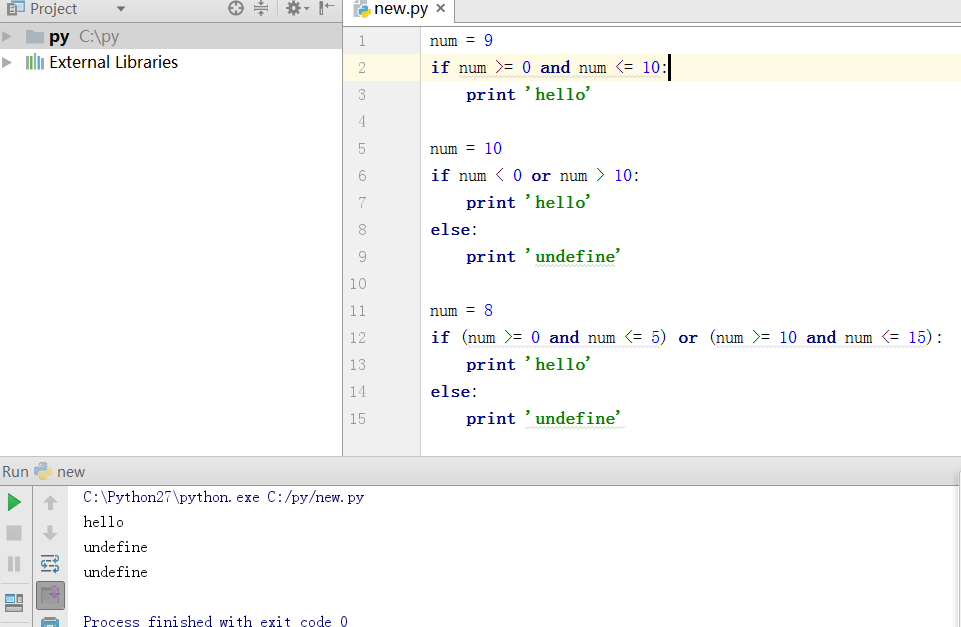 Project
new.py
py C:\py
External Libraries
1 num = 9
2 if num >= 0 and num <= 10:
3 print 'hello'
4
5 num = 10
6 if num < 0 or num > 10:
7 print 'hello'
8 else:
9 print 'undefine'
10
11 num = 8
12 if (num >= 0 and num <= 5) or (num >= 10 and num <= 15):
13 print 'hello'
14 else:
15 print 'undefine'
Run new
C:\Python27\python.exe C:/py/new.py
hello
undefine
undefine
Process finished with exit code 0